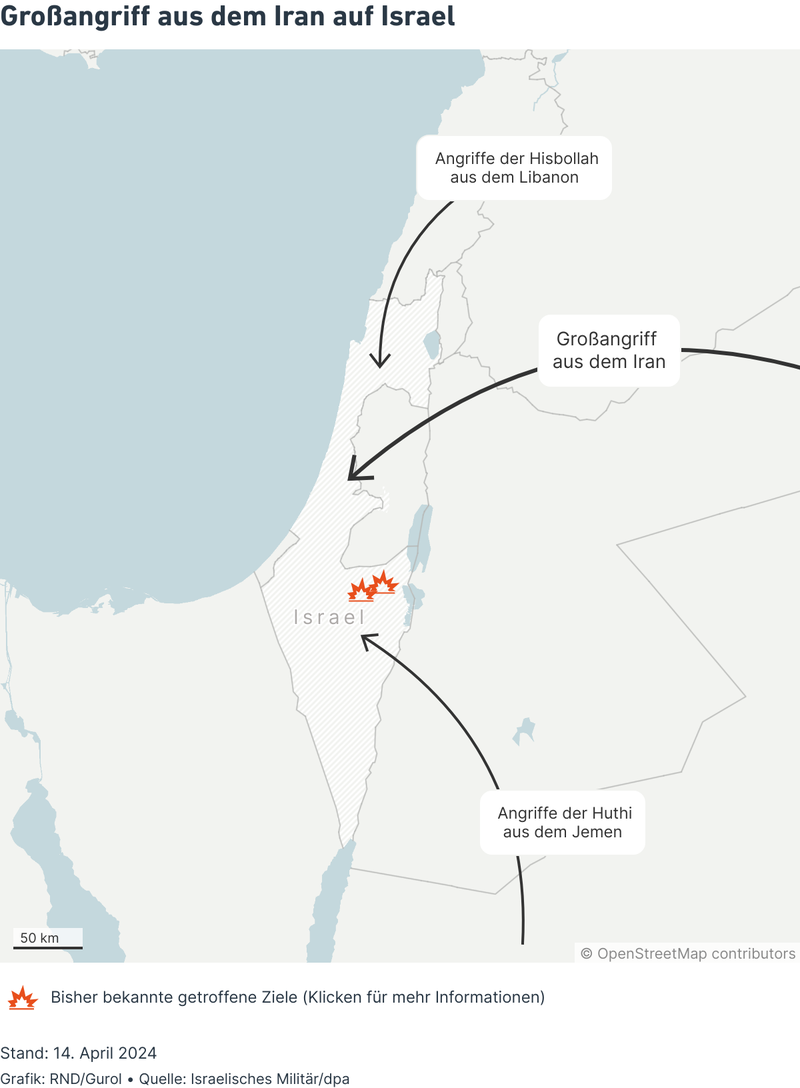 Großangriff aus dem Iran auf Israel
Angriffe der Hisbollah
aus dem Libanon
Großangriff
aus dem Iran
Israel
Angriffe der Huthi
aus dem Jemen
50 km
© OpenStreetMap contributors
Bisher bekannte getroffene Ziele (Klicken für mehr Informationen)
Stand: 14. April 2024
Grafik: RND/Gurol • Quelle: Israelisches Militär/dpa